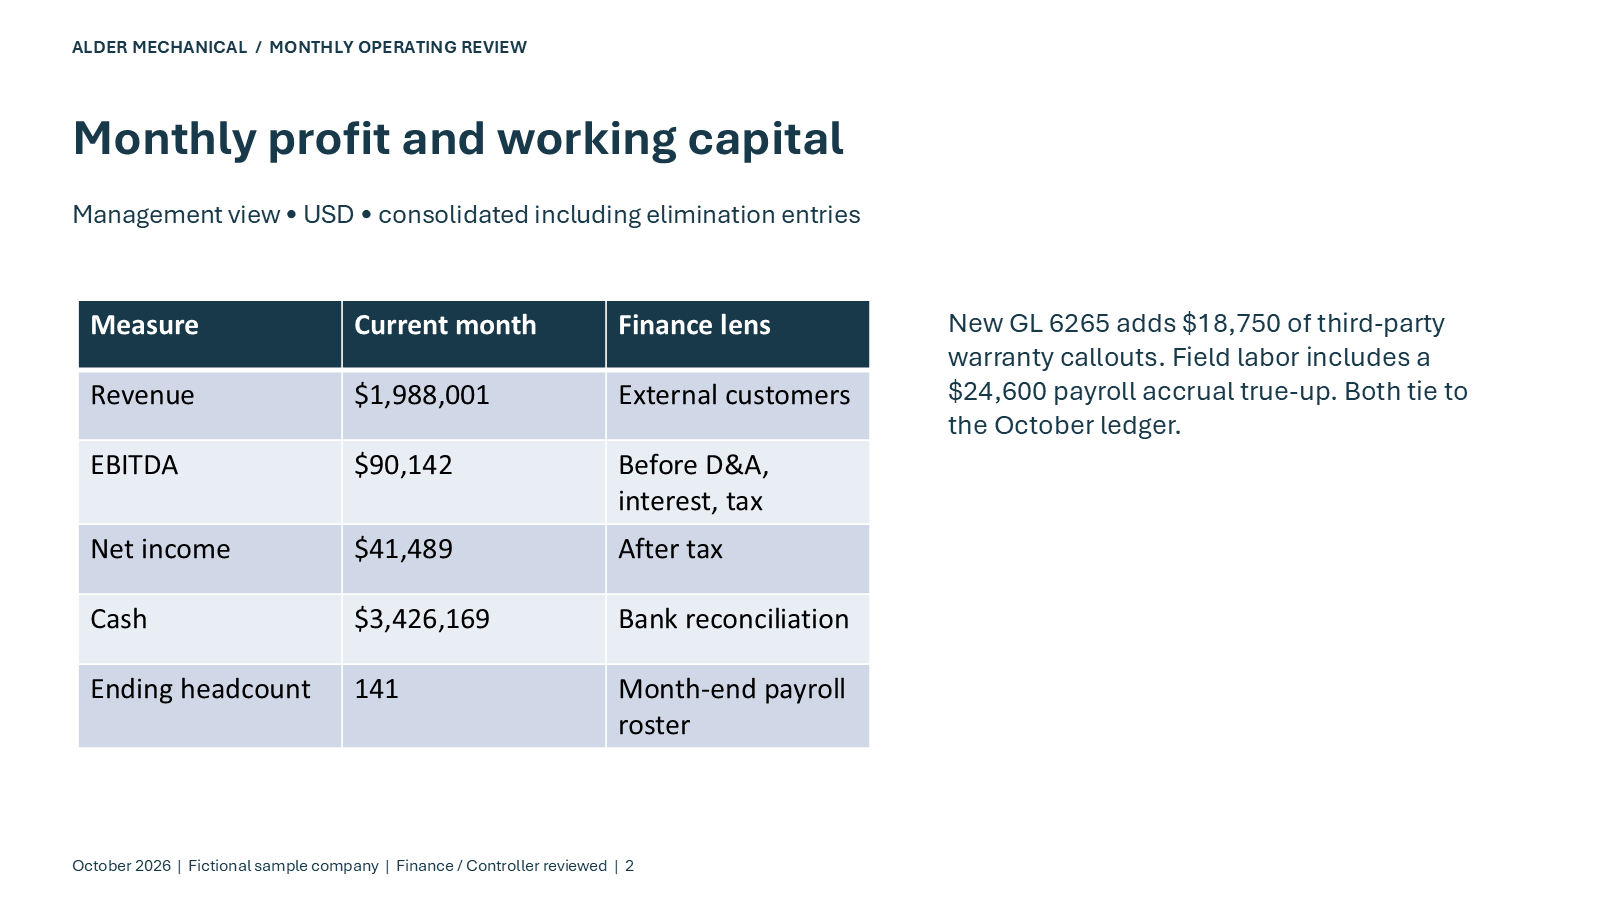 ALDER MECHANICAL / MONTHLY OPERATING REVIEW
Monthly profit and working capital
Management view • USD • consolidated including elimination entries
Measure Current month Finance lens
Revenue $1,988,001 External customers
EBITDA $90,142 Before D&A,
interest, tax
Net income $41,489 After tax
Cash $3,426,169 Bank reconciliation
Ending headcount 141 Month-end payroll
roster
New GL 6265 adds $18,750 of third-party
warranty callouts. Field labor includes a
$24,600 payroll accrual true-up. Both tie to
the October ledger.
October 2026 | Fictional sample company | Finance / Controller reviewed | 2